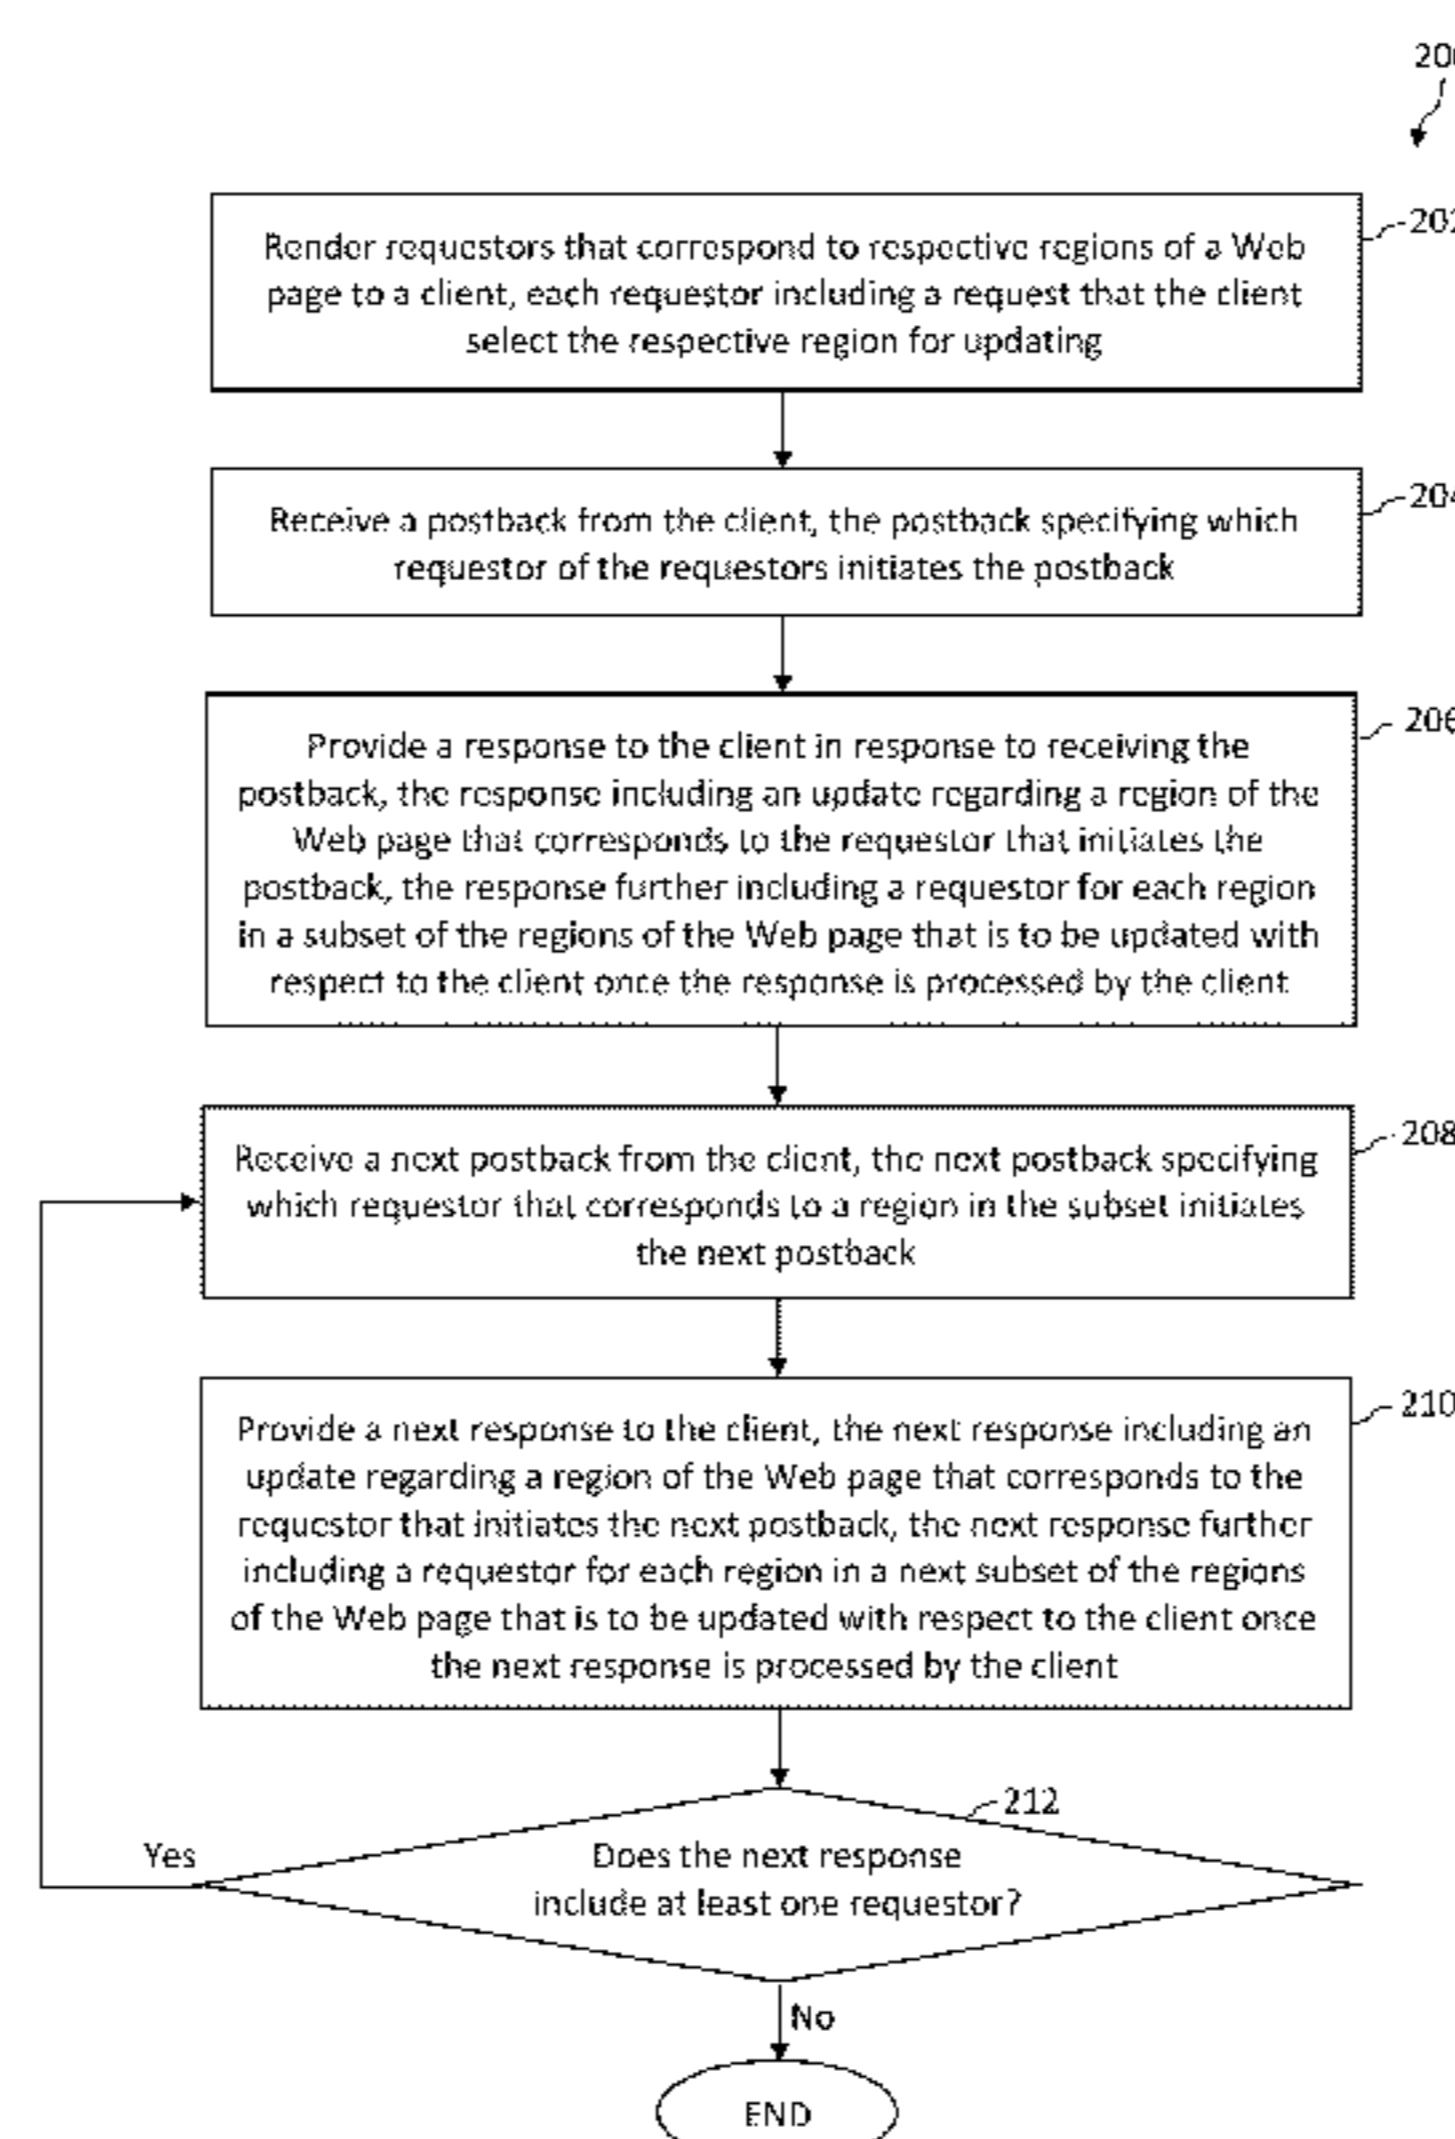 202
Render requestors that correspond to respective regions of a Web
page to a client, each requestor including a request that the client
select the respective region for updating
204
Receive a postback from the client, the postback specifying which
requestor of the requestors initiates the postback
206
Provide a response to the client in response to receiving the
postback, the response including an update regarding a region of the
Web page that corresponds to the requestor that initiates the
postback, the response further including a requestor for each region
in a subset of the regions of the Web page that is to be updated with
respect to the client once the response is processed by the client
208
Receive a next postback from the client, the next postback specifying
which requestor that corresponds to a region in the subset initiates
the next postback
210
Provide a next response to the client, the next response including an
update regarding a region of the Web page that corresponds to the
requestor that initiates the next postback, the next response further
including a requestor for each region in a next subset of the regions
of the Web page that is to be updated with respect to the client once
the next response is processed by the client
212
Does the next response
include at least one requestor?
Yes
No
END